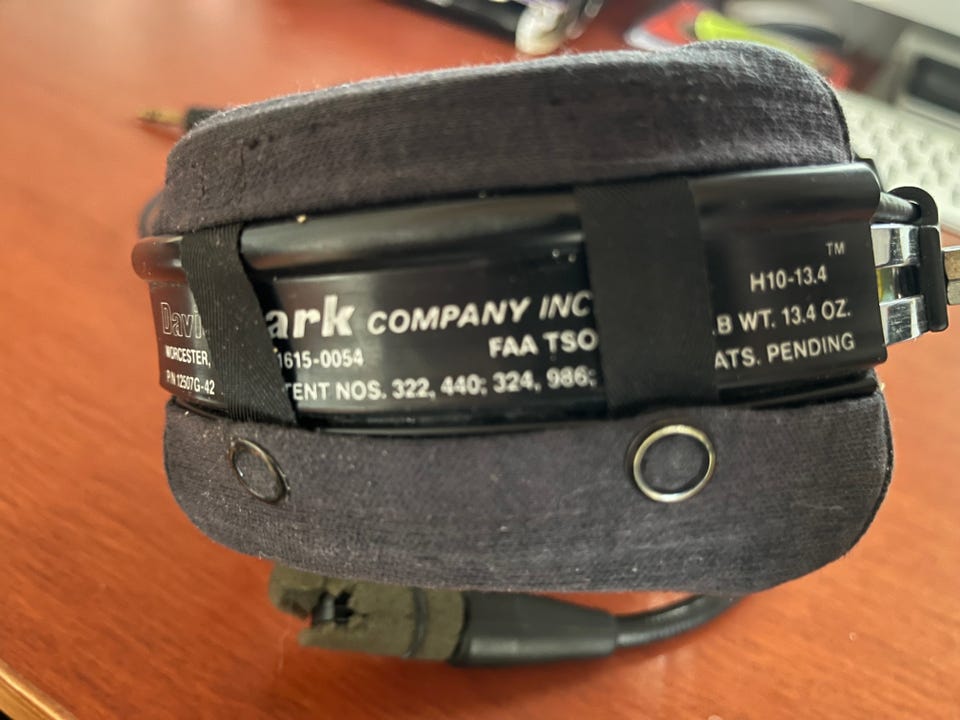 TM
Davi ark COMPANY INC H10-13.4
WORCESTER, 1615-0054 FAA TSO B WT. 13.4 OZ.
P/N 12507G-42 TENT NOS. 322, 440; 324, 986; ATS. PENDING